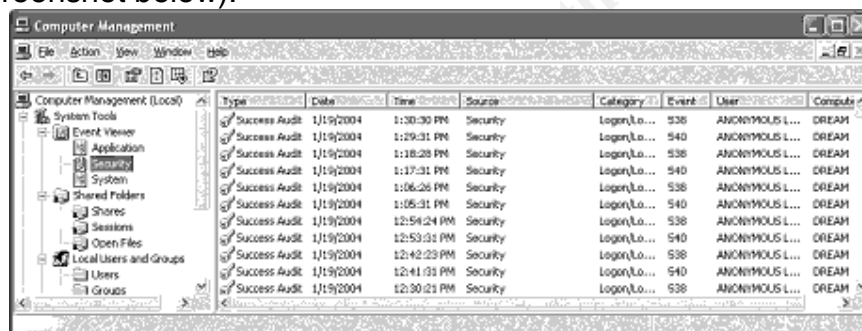 screenshot below).
Computer Management
File Action View Window Help
Computer Management (Local)
System Tools
Event Viewer
Application
Security
System
Shared Folders
Shares
Sessions
Open Files
Local Users and Groups
Users
Groups
Type Date Time Source Category Event User Compute
Success Audit 1/19/2004 1:30:30 PM Security Logon/Lo... 538 ANONYMOUS L... DREAM
Success Audit 1/19/2004 1:29:31 PM Security Logon/Lo... 540 ANONYMOUS L... DREAM
Success Audit 1/19/2004 1:18:28 PM Security Logon/Lo... 538 ANONYMOUS L... DREAM
Success Audit 1/19/2004 1:17:31 PM Security Logon/Lo... 540 ANONYMOUS L... DREAM
Success Audit 1/19/2004 1:06:26 PM Security Logon/Lo... 538 ANONYMOUS L... DREAM
Success Audit 1/19/2004 1:05:31 PM Security Logon/Lo... 540 ANONYMOUS L... DREAM
Success Audit 1/19/2004 12:54:24 PM Security Logon/Lo... 538 ANONYMOUS L... DREAM
Success Audit 1/19/2004 12:53:31 PM Security Logon/Lo... 540 ANONYMOUS L... DREAM
Success Audit 1/19/2004 12:42:23 PM Security Logon/Lo... 538 ANONYMOUS L... DREAM
Success Audit 1/19/2004 12:41:31 PM Security Logon/Lo... 540 ANONYMOUS L... DREAM
Success Audit 1/19/2004 12:30:21 PM Security Logon/Lo... 538 ANONYMOUS L... DREAM